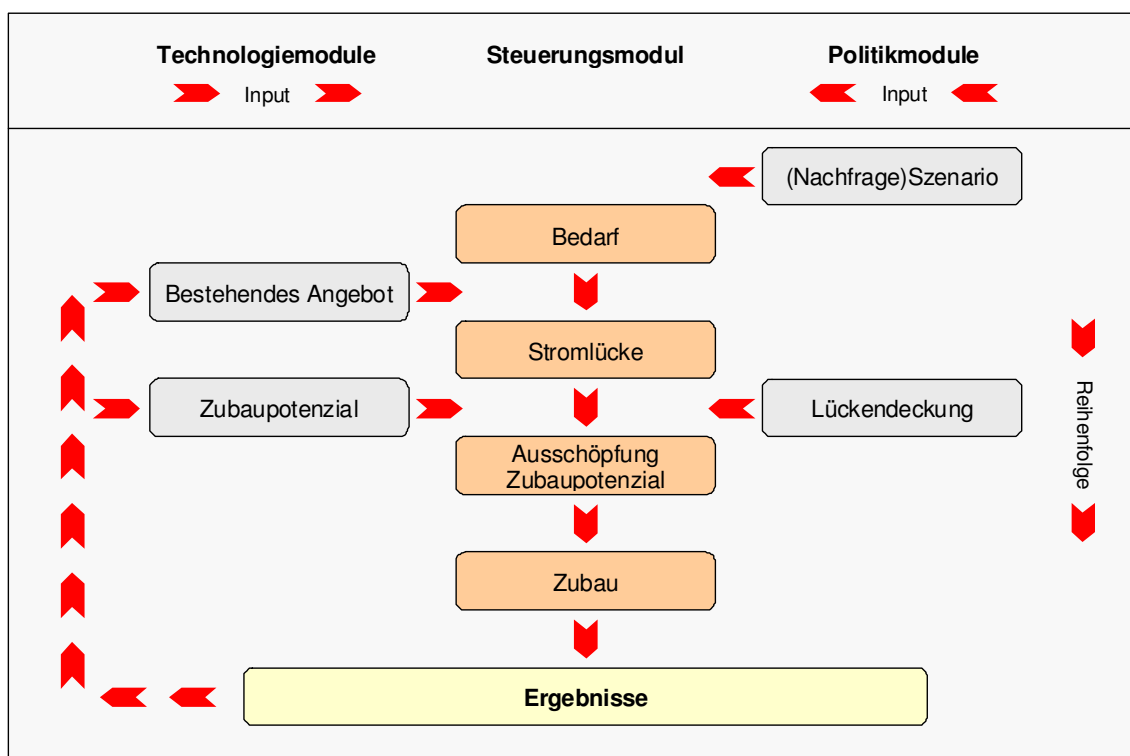 Technologiemodule
Steuerungsmodul
Politikmodule
Input
Input
(Nachfrage)Szenario
Bedarf
Bestehendes Angebot
Stromlücke
Zubaupotenzial
Lückendeckung
Reihenfolge
Ausschöpfung
Zubaupotenzial
Zubau
Ergebnisse